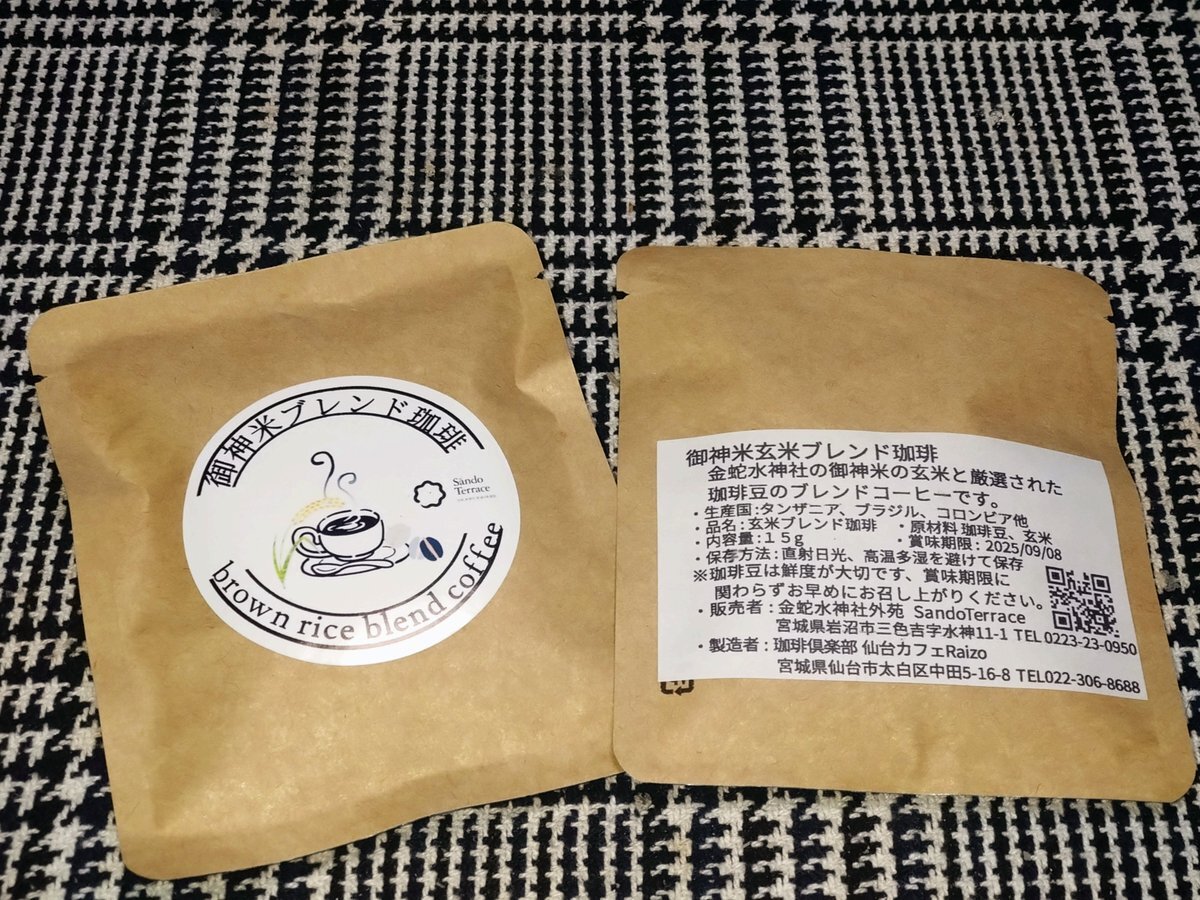 御神米ブレンド珈琲
Sando
Terrace
brown rice blend coffee
御神米玄米ブレンド珈琲
金蛇水神社の御神米の玄米と厳選された
珈琲豆のブレンドコーヒーです。
・生産国:タンザニア、ブラジル、コロンビア他
・品名:玄米ブレンド珈琲 ・原材料 珈琲豆、玄米
・内容量:15g ・賞味期限:2025/09/08
・保存方法:直射日光、高温多湿を避けて保存
※珈琲豆は鮮度が大切です、賞味期限に
関わらずお早めにお召し上がりください。
・販売者:金蛇水神社外苑 SandoTerrace
宮城県岩沼市三色吉字水神11-1 TEL0223-23-0950
・製造者:珈琲倶楽部 仙台カフェRaizo
宮城県仙台市太白区中田5-16-8 TEL022-306-8688